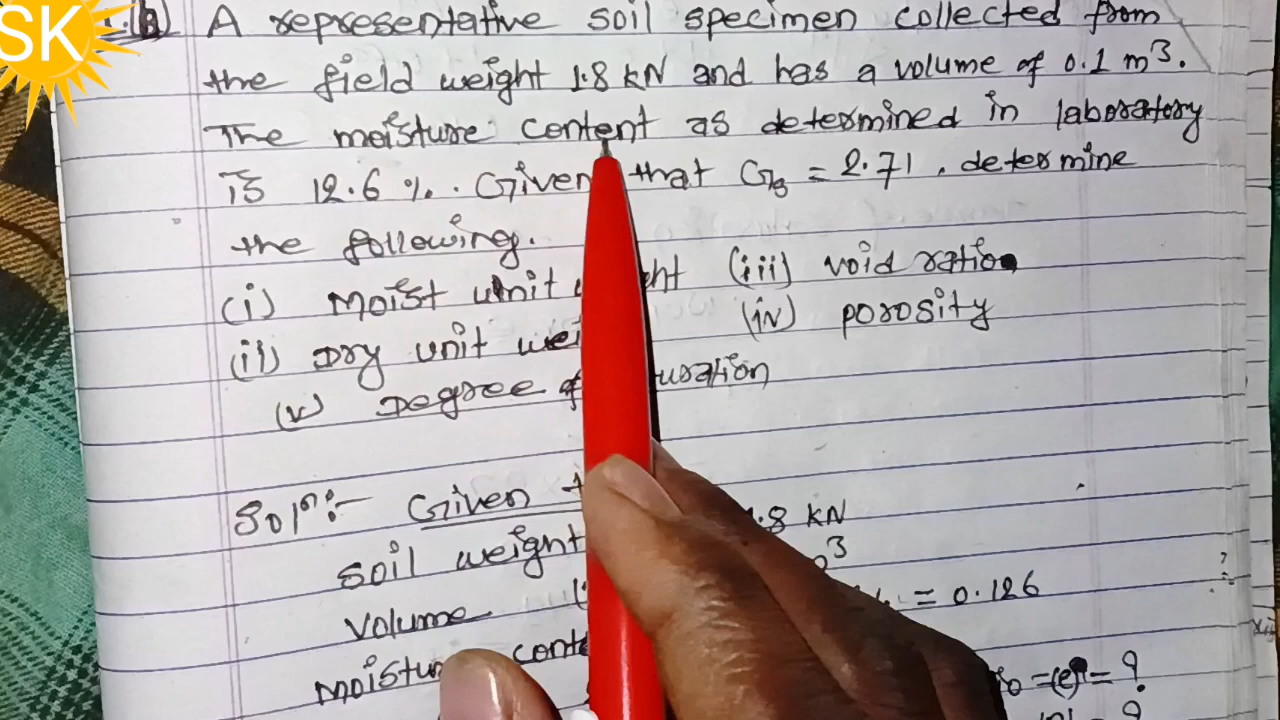 SK
(b) A representative soil specimen collected from
the field weight 1.8 kN and has a volume of 0.1 m³.
The moisture content as determined in laboratory
is 12.6 %. Given that Gs = 2.71. determine
the following.
(i) Moist unit (iii) void ratio
(ii) Dry unit (iv) porosity
(v) Degree of
Soln:- Given
soil weight 1.8 kN
Volume
moisture = 0.126
= (e) = ?
= ?